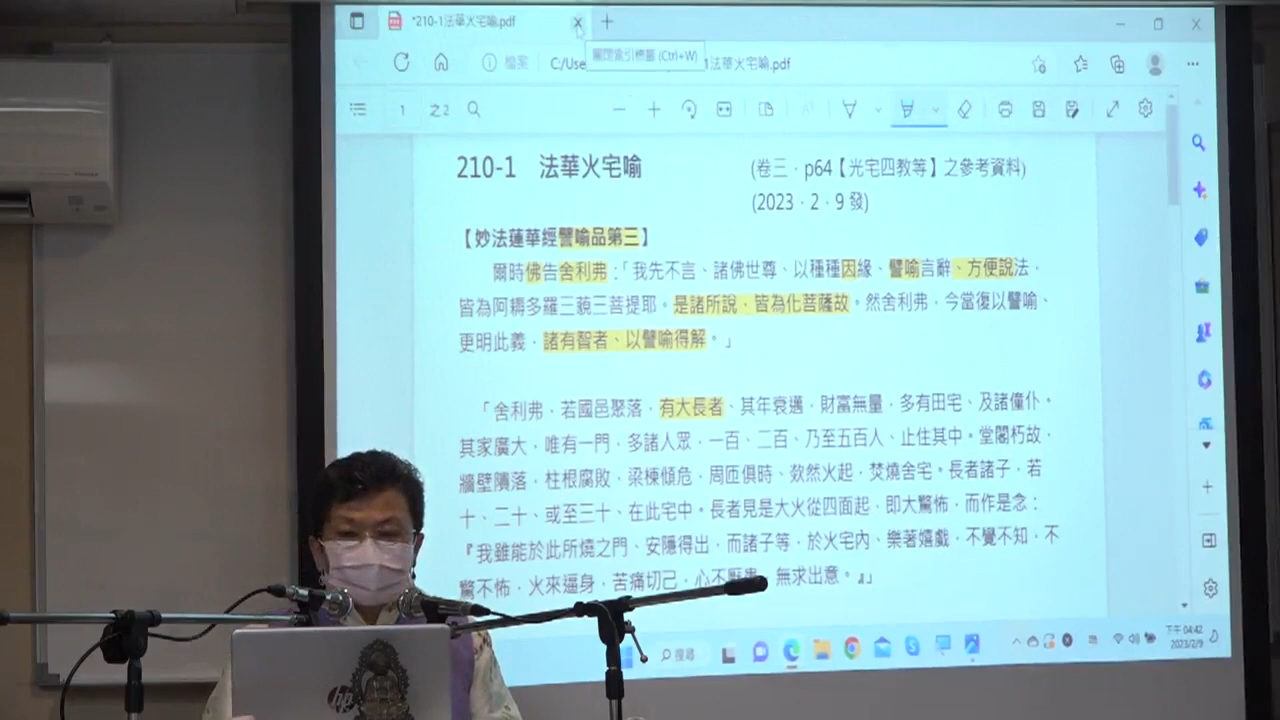 *210-1法華火宅喻.pdf
關閉索引標籤 (Ctrl+W)
檔案
C:/Use
1法華火宅喻.pdf
1
之2
210-1 法華火宅喻
(卷三．p64【光宅四教等】之參考資料)
(2023．2．9 發)
【妙法蓮華經譬喻品第三】
爾時佛告舍利弗：「我先不言、諸佛世尊、以種種因緣、譬喻言辭、方便說法，
皆為阿耨多羅三藐三菩提耶。是諸所說，皆為化菩薩故。然舍利弗，今當復以譬喻、
更明此義，諸有智者、以譬喻得解。」
「舍利弗、若國邑聚落，有大長者、其年衰邁，財富無量，多有田宅、及諸僮仆。
其家廣大，唯有一門，多諸人眾，一百、二百、乃至五百人、止住其中。堂閣朽故，
牆壁隤落，柱根腐敗，梁棟傾危，周匝俱時、欻然火起，焚燒舍宅。長者諸子，若
十、二十、或至三十、在此宅中。長者見是大火從四面起，即大驚怖，而作是念：
『我雖能於此所燒之門、安隱得出，而諸子等，於火宅內、樂著嬉戲，不覺不知，不
驚不怖，火來逼身，苦痛切己，心不厭患，無求出意。』」
搜尋
下午 04:42
2023/2/9
hp